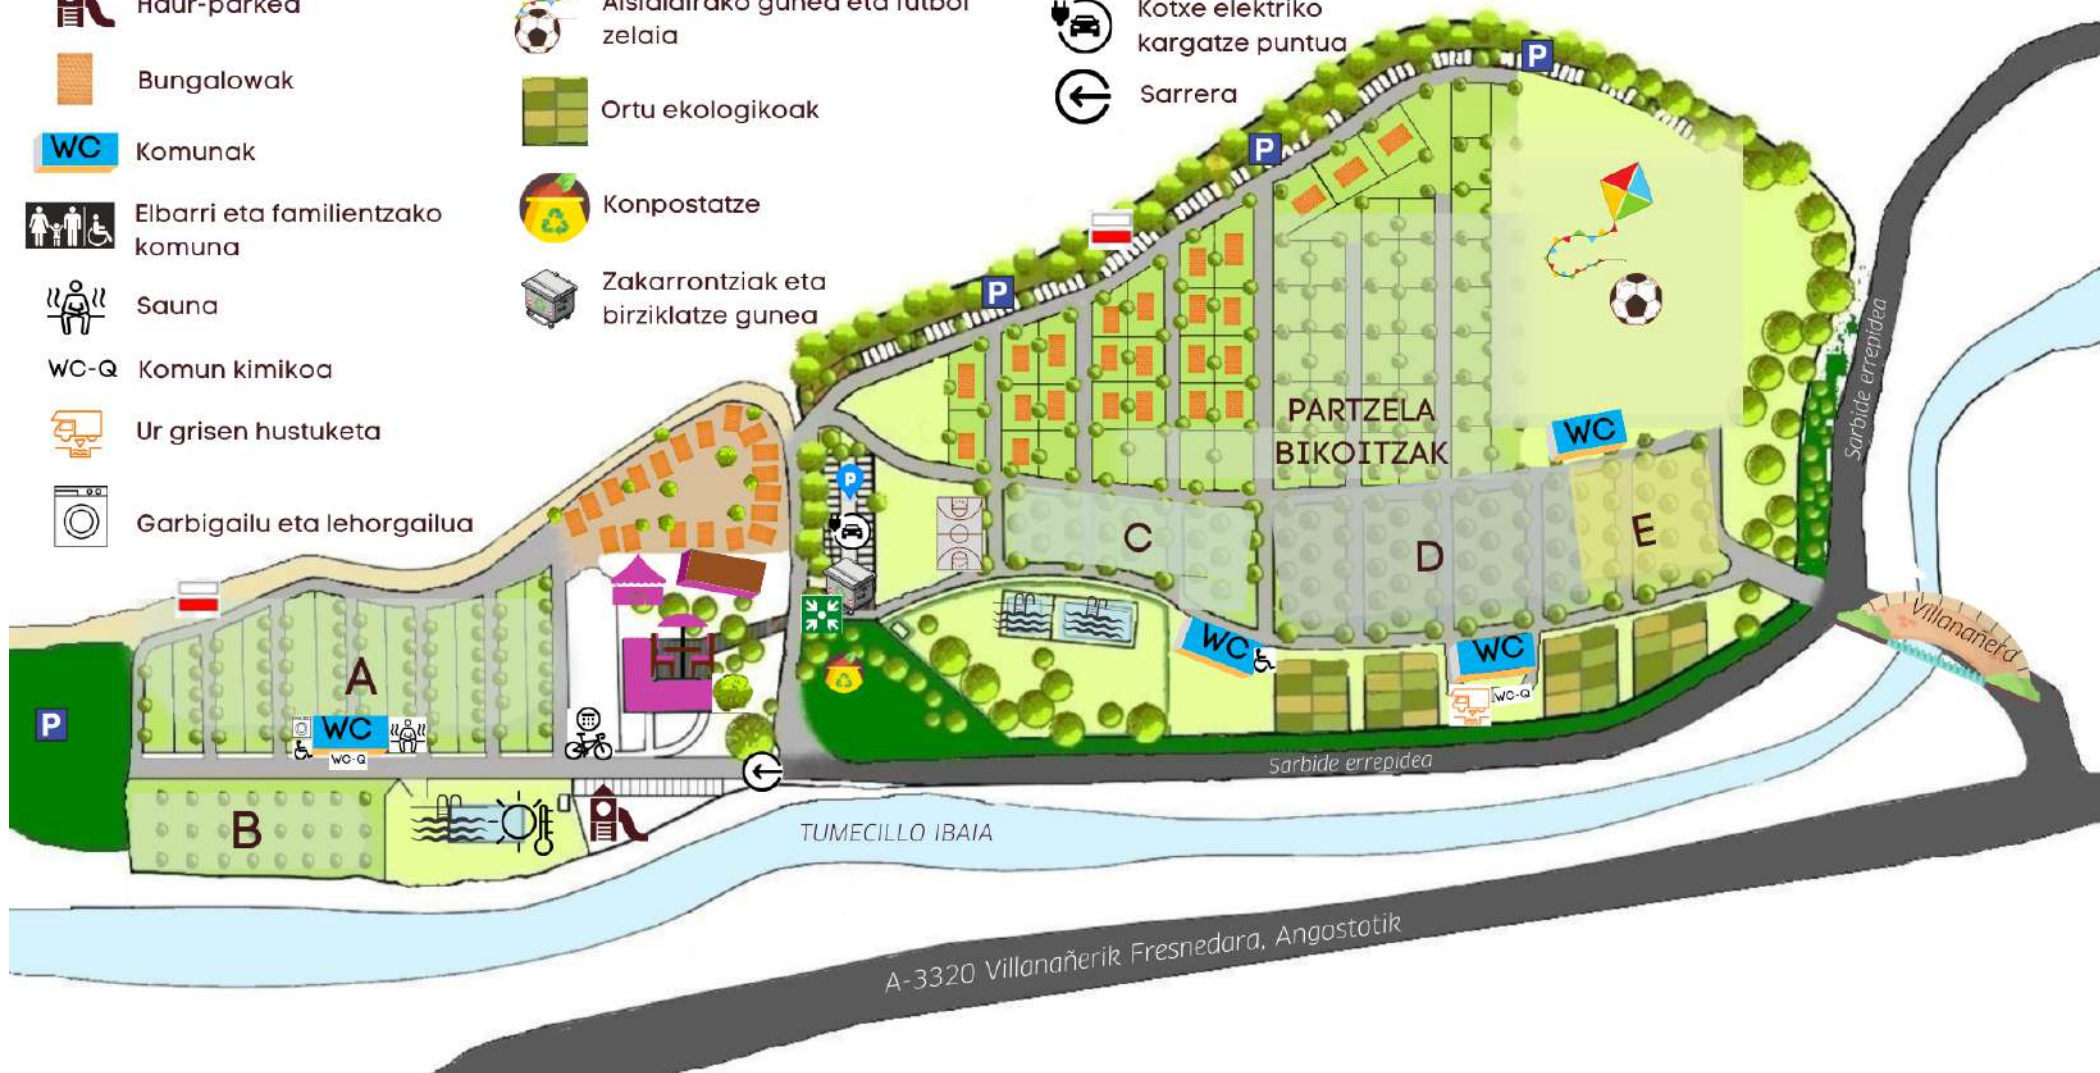 Haur-parkea
Bungalowak
WC
Komunak
Elbarri eta familientzako
komuna
Sauna
WC-Q
Komun kimikoa
Ur grisen hustuketa
Garbigailu eta lehorgailua
Aisialdirako gunea eta futbol
zelaia
Ortu ekologikoak
Konpostatze
Zakarrontziak eta
birziklatze gunea
Kotxe elektriko
kargatze puntua
Sarrera
P
P
P
PARTZELA
BIKOITZAK
WC
P
C
D
E
A
WC
WC-Q
P
B
WC
WC
WC-Q
Sarbide errepidea
Sarbide errepidea
Villanañera
TUMECILLO IBAIA
A-3320 Villanañerik Fresnedara, Angostotik